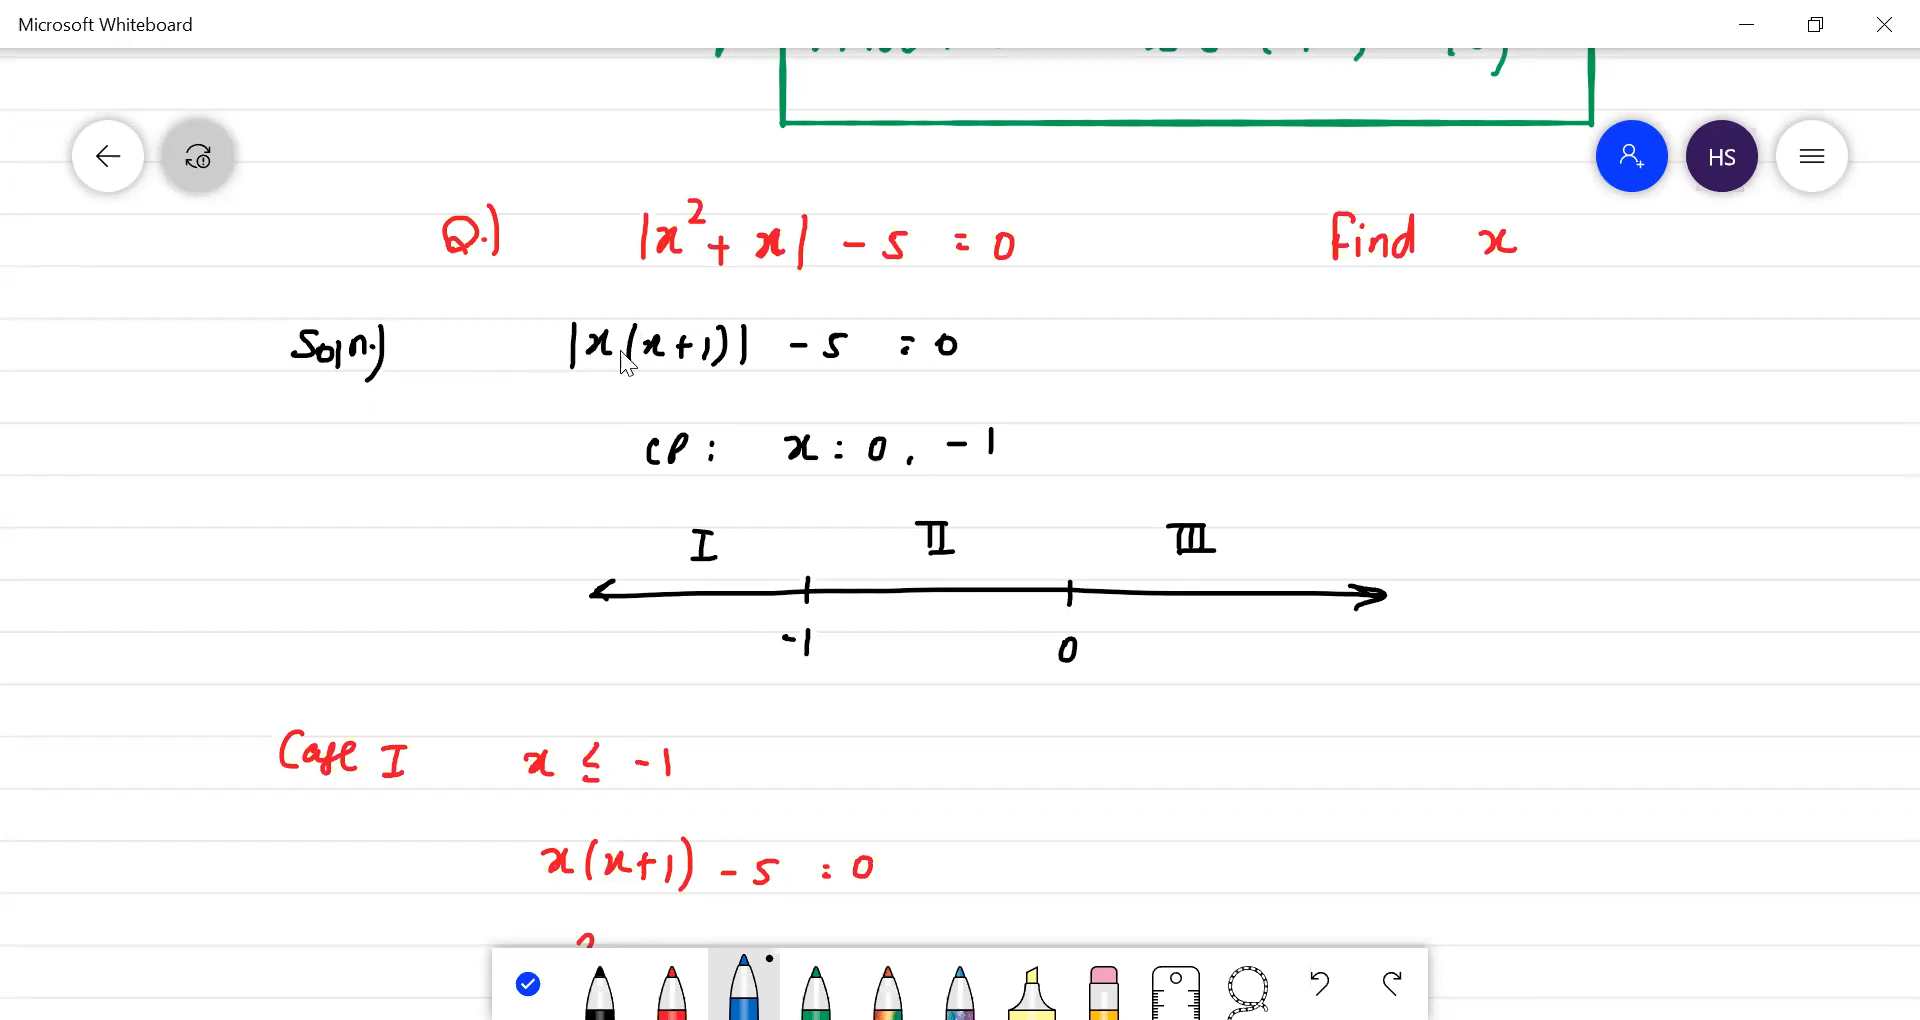 Microsoft Whiteboard
HS
Q.) |x² + x| - 5 = 0 Find x
Soln.) |x(x+1)| - 5 = 0
CP : x = 0, -1
I II III
-1 0
Case I x ≤ -1
x(x+1) - 5 = 0